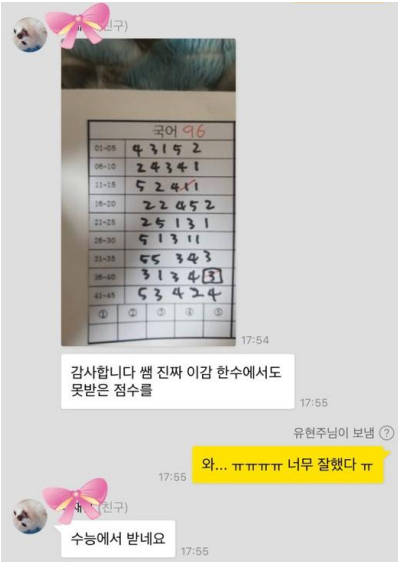 (친구)
국어 96
01-05 4 3 1 5 2
06-10 2 4 3 4 1
11-15 5 2 4 1 1
16-20 2 2 4 5 2
21-25 2 5 1 3 1
26-30 5 1 3 1 1
31-35 5 5 3 4 3
36-40 3 1 3 4 3
41-45 5 3 4 2 4
① ② ③ ④ ⑤
17:54
감사합니다 쌤 진짜 이감 한수에서도
못받은 점수를
17:55
유현주님이 보냄 ?
와... ㅠㅠㅠㅠ 너무 잘했다 ㅠ
17:55
(친구)
수능에서 받네요
17:55